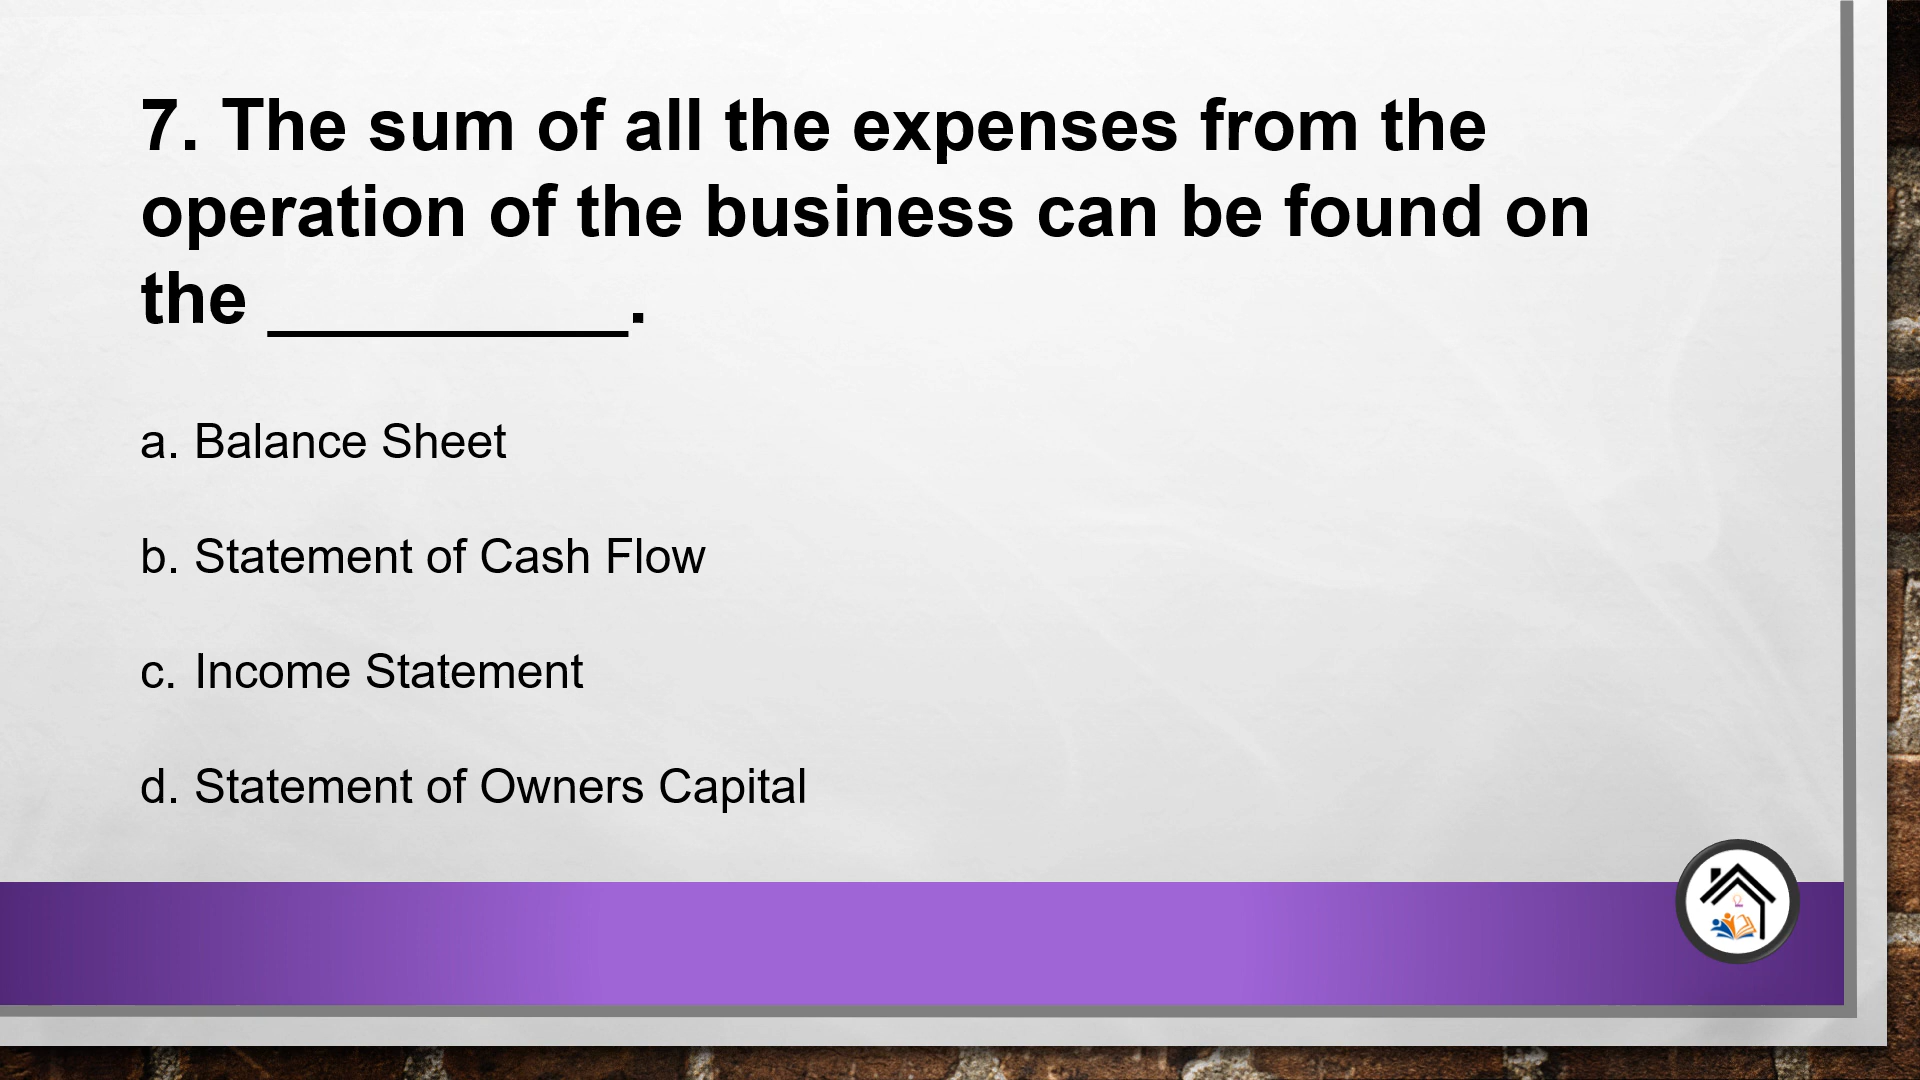 7. The sum of all the expenses from the
operation of the business can be found on
the __________.
a. Balance Sheet
b. Statement of Cash Flow
c. Income Statement
d. Statement of Owners Capital